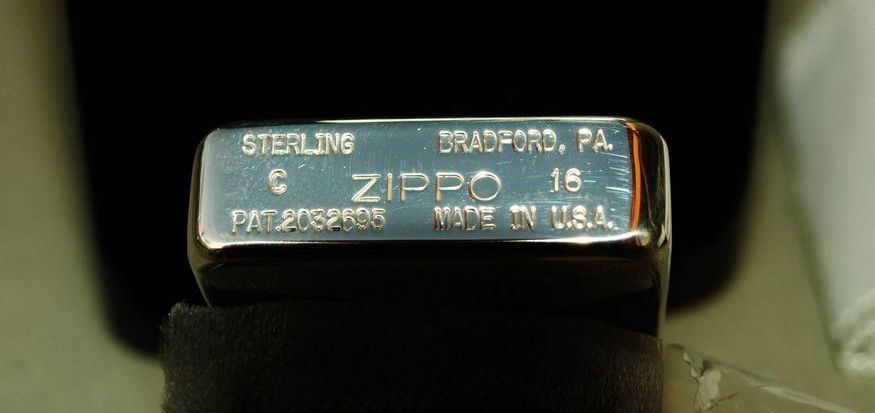 STERLING BRADFORD, PA.
C ZIPPO 16
PAT.2032695 MADE IN U.S.A.